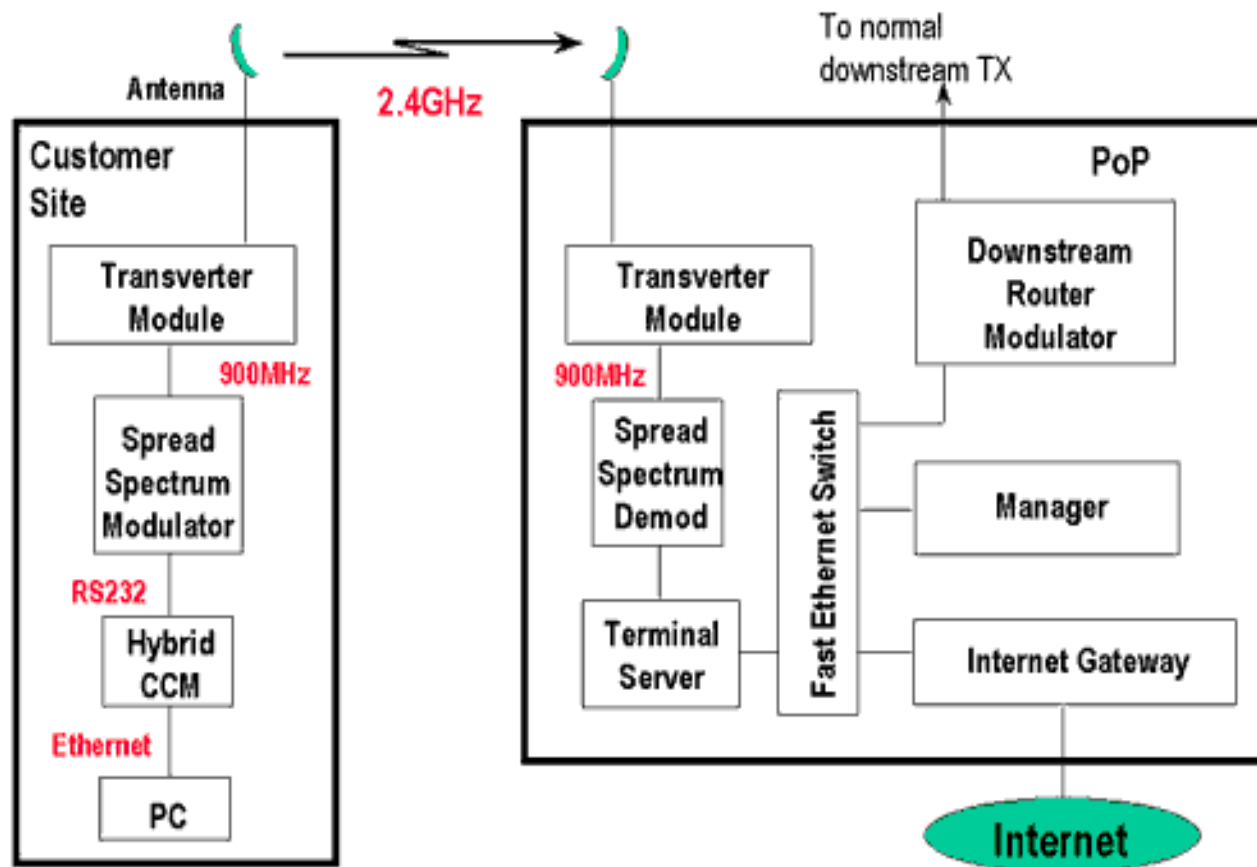 To normal
downstream TX
Antenna
2.4GHz
Customer
Site
PoP
Transverter
Module
Transverter
Module
Downstream
Router
Modulator
900MHz
900MHz
Spread
Spectrum
Modulator
Spread
Spectrum
Demod
Fast Ethernet Switch
Manager
RS232
Hybrid
CCM
Terminal
Server
Internet Gateway
Ethernet
PC
Internet